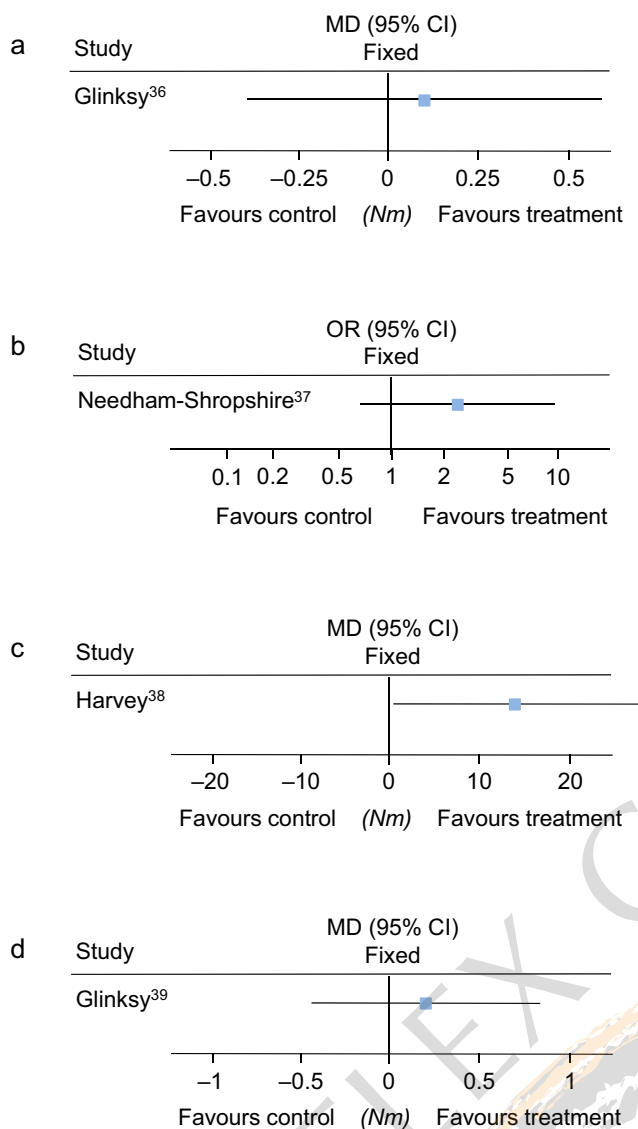 a
MD (95% CI)
Study Fixed
Glinksy36
–0.5 –0.25 0 0.25 0.5
Favours control (Nm) Favours treatment
b
OR (95% CI)
Study Fixed
Needham-Shropshire37
0.1 0.2 0.5 1 2 5 10
Favours control Favours treatment
c
MD (95% CI)
Study Fixed
Harvey38
–20 –10 0 10 20
Favours control (Nm) Favours treatment
d
MD (95% CI)
Study Fixed
Glinksy39
–1 –0.5 0 0.5 1
Favours control (Nm) Favours treatment